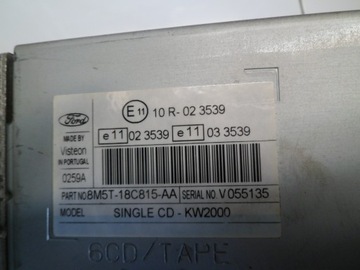 Ford
E11 10 R- 02 3539
MADE BY
Visteon
IN PORTUGAL
e11 02 3539 e11 03 3539
0259A
PART NO 8M5T-18C815-AA SERIAL NO. V 055135
MODEL SINGLE CD - KW2000
6CD/TAPE